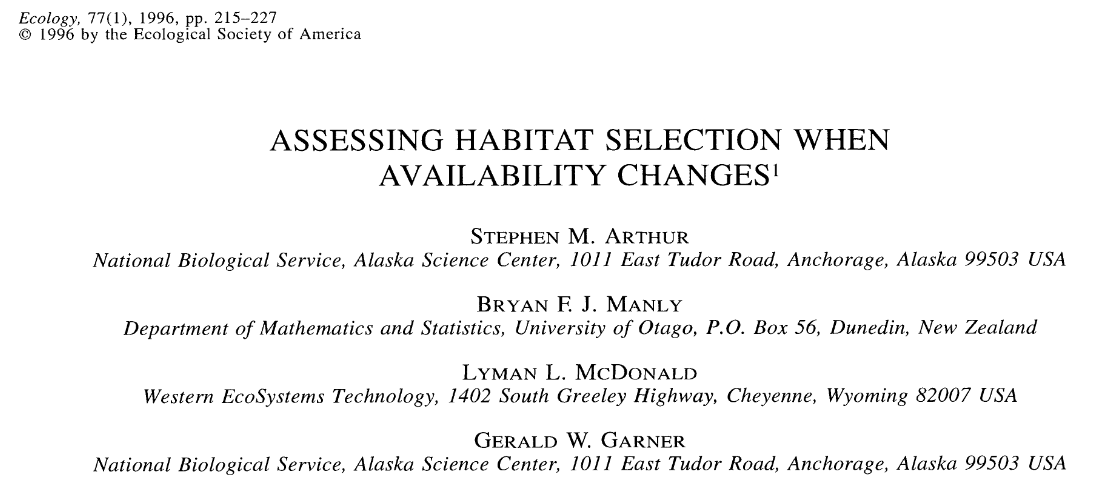 Ecology, 77(1), 1996, pp. 215–227
© 1996 by the Ecological Society of America
ASSESSING HABITAT SELECTION WHEN
AVAILABILITY CHANGES¹
STEPHEN M. ARTHUR
National Biological Service, Alaska Science Center, 1011 East Tudor Road, Anchorage, Alaska 99503 USA
BRYAN F. J. MANLY
Department of Mathematics and Statistics, University of Otago, P.O. Box 56, Dunedin, New Zealand
LYMAN L. MCDONALD
Western EcoSystems Technology, 1402 South Greeley Highway, Cheyenne, Wyoming 82007 USA
GERALD W. GARNER
National Biological Service, Alaska Science Center, 1011 East Tudor Road, Anchorage, Alaska 99503 USA